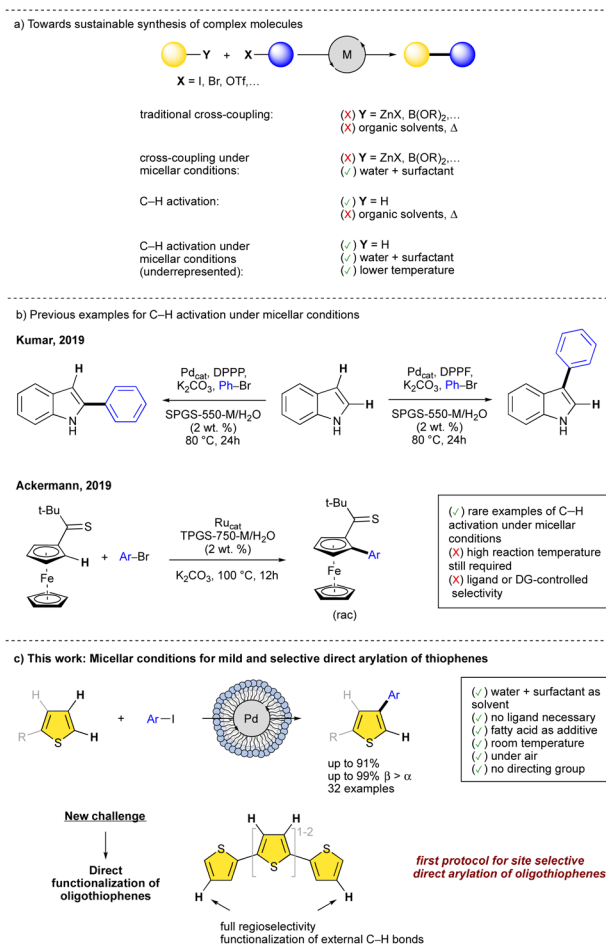 a) Towards sustainable synthesis of complex molecules
Y + X M
X = I, Br, OTf,...
traditional cross-coupling: (X) Y = ZnX, B(OR)2,...
(X) organic solvents, Δ
cross-coupling under (X) Y = ZnX, B(OR)2,...
micellar conditions: (✓) water + surfactant
C–H activation: (✓) Y = H
(X) organic solvents, Δ
C–H activation under (✓) Y = H
micellar conditions (✓) water + surfactant
(underrepresented): (✓) lower temperature
b) Previous examples for C–H activation under micellar conditions
Kumar, 2019
H
N
H
Pdcat, DPPP,
K2CO3, Ph–Br
SPGS-550-M/H2O
(2 wt. %)
80 °C, 24h
H
H
N
H
Pdcat, DPPF,
K2CO3, Ph–Br
SPGS-550-M/H2O
(2 wt. %)
80 °C, 24h
H
N
H
Ackermann, 2019
t-Bu
S
H
Fe
+ Ar–Br
Rucat
TPGS-750-M/H2O
(2 wt. %)
K2CO3, 100 °C, 12h
t-Bu
S
Ar
Fe
(rac)
(✓) rare examples of C–H
activation under micellar
conditions
(X) high reaction temperature
still required
(X) ligand or DG-controlled
selectivity
c) This work: Micellar conditions for mild and selective direct arylation of thiophenes
H H
R S H
+ Ar–I
Pd
H Ar
R S H
up to 91%
up to 99% β > α
32 examples
(✓) water + surfactant as
solvent
(✓) no ligand necessary
(✓) fatty acid as additive
(✓) room temperature
(✓) under air
(✓) no directing group
New challenge
Direct
functionalization of
oligothiophenes
H H
1-2
S S S
H H
full regioselectivity
functionalization of external C–H bonds
first protocol for site selective
direct arylation of oligothiophenes